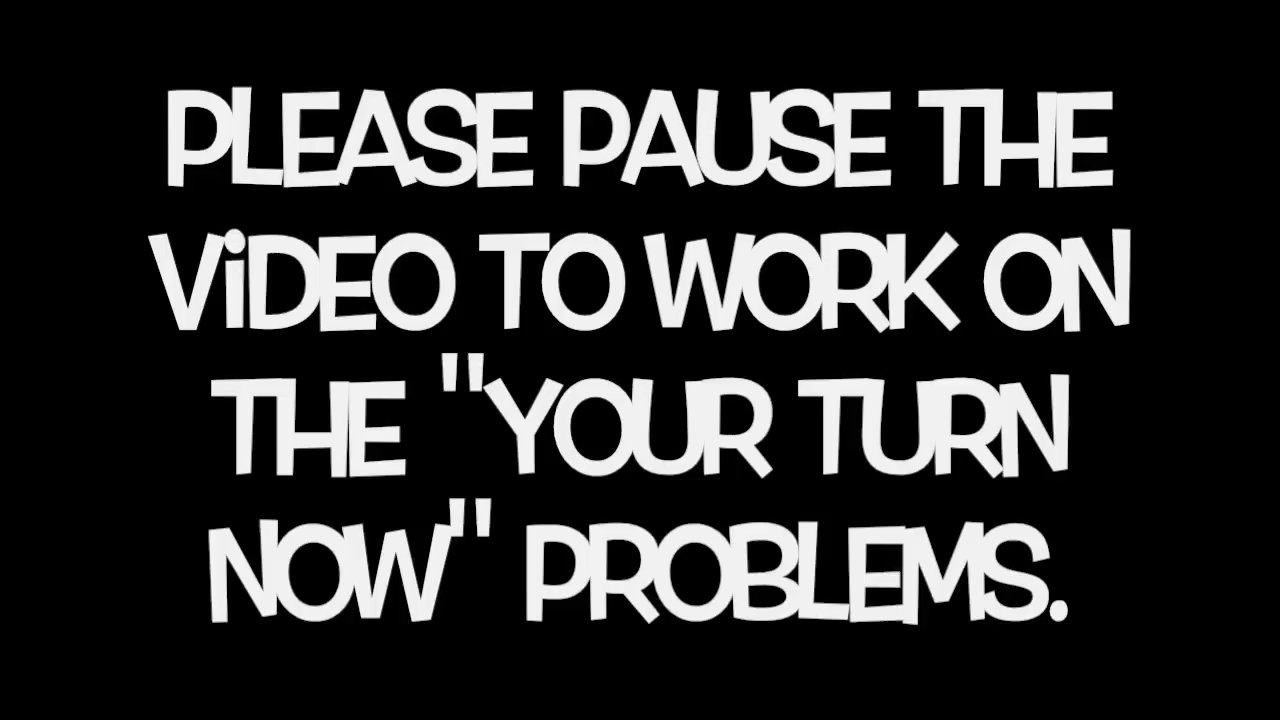 PLEASE PAUSE THE
ViDEO TO WORK ON
THE "YOUR TURN
NOW" PROBLEMS.